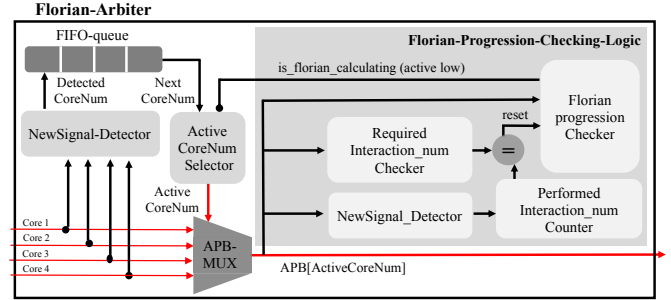 Florian-Arbiter
FIFO-queue
Florian-Progression-Checking-Logic
Detected
CoreNum
Next
CoreNum
is_florian_calculating (active low)
NewSignal-Detector
Active
CoreNum
Selector
Required
Interaction_num
Checker
reset
=
Florian
progression
Checker
Active
CoreNum
NewSignal_Detector
Performed
Interaction_num
Counter
Core 1
Core 2
Core 3
Core 4
APB-
MUX
APB[ActiveCoreNum]